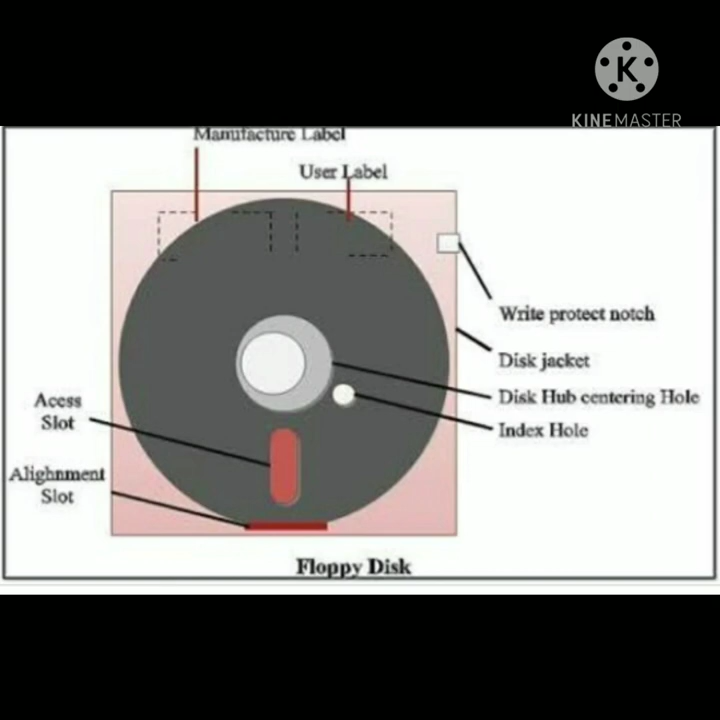 K
KINEMASTER
Manufacture Label
User Label
Write protect notch
Disk jacket
Disk Hub centering Hole
Index Hole
Acess
Slot
Alighnment
Slot
Floppy Disk